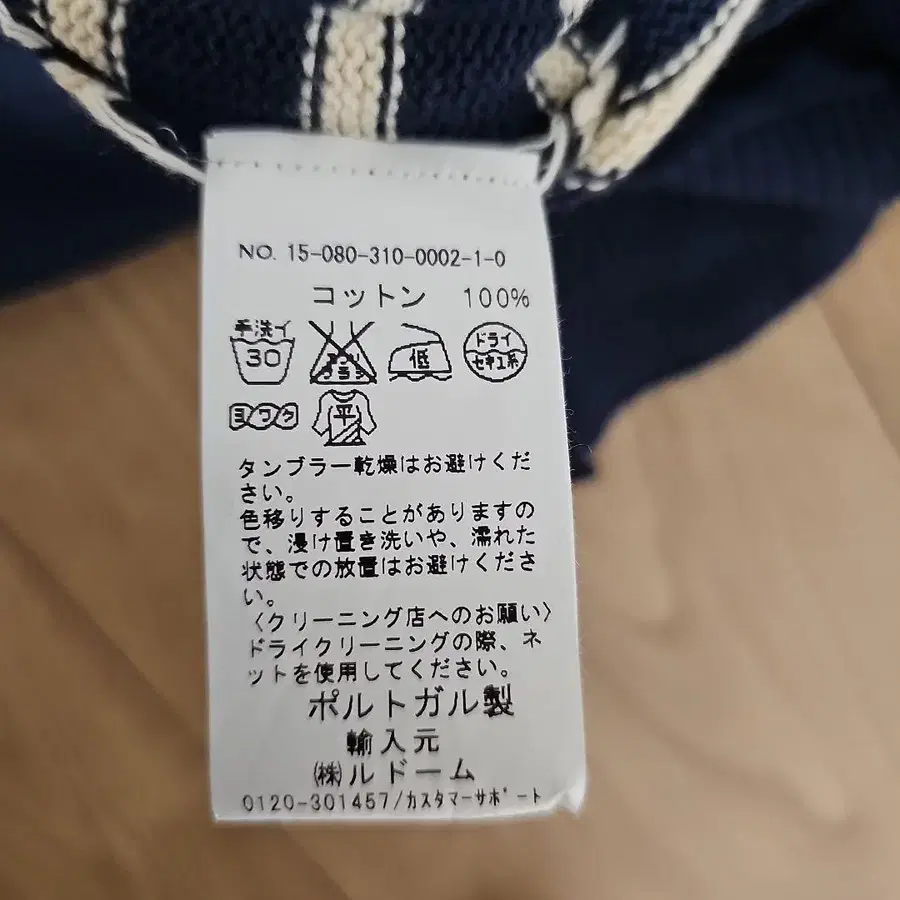 NO. 15-080-310-0002-1-0
コットン 100%
手洗イ
30
エンソ
サラシ
低
ドライ
セキユ系
ヨワク
平
タンブラー乾燥はお避けくだ
さい。
色移りすることがありますの
で、浸け置き洗いや、濡れた
状態での放置はお避けくださ
い。
〈クリーニング店へのお願い〉
ドライクリーニングの際、ネ
ットを使用してください。
ポルトガル製
輸入元
㈱ルドーム
0120-301457/カスタマーサポート